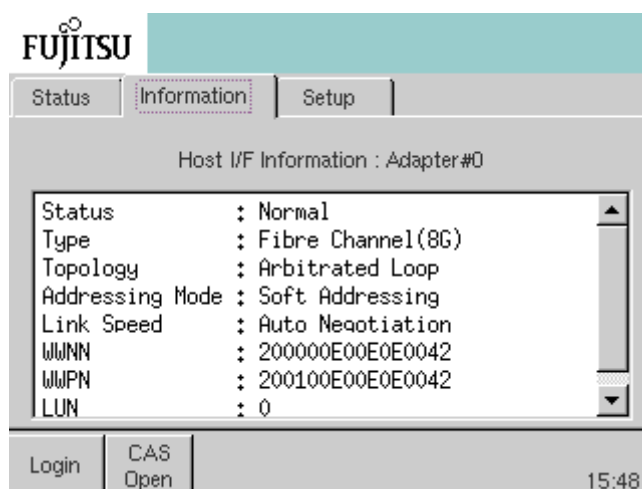 FUJITSU
Status Information Setup
Host I/F Information : Adapter#0
Status : Normal
Type : Fibre Channel(8G)
Topology : Arbitrated Loop
Addressing Mode : Soft Addressing
Link Speed : Auto Negotiation
WWNN : 200000E00E0E0042
WWPN : 200100E00E0E0042
LUN : 0
Login CAS
Open 15:48